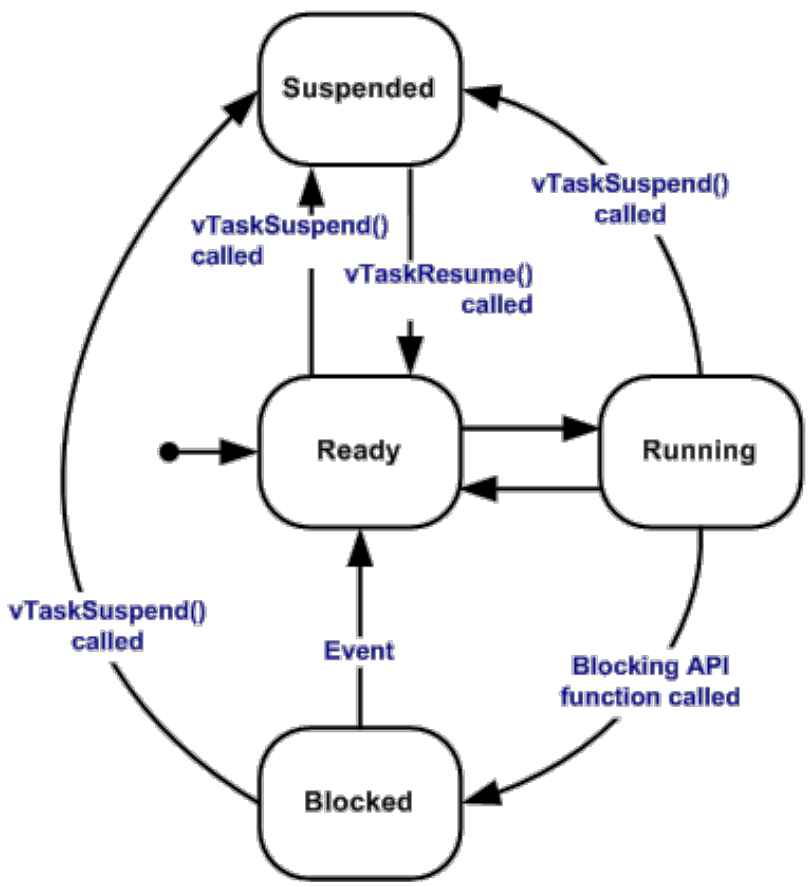 Suspended
vTaskSuspend()
called
vTaskSuspend()
called
vTaskResume()
called
Ready
Running
vTaskSuspend()
called
Event
Blocking API
function called
Blocked